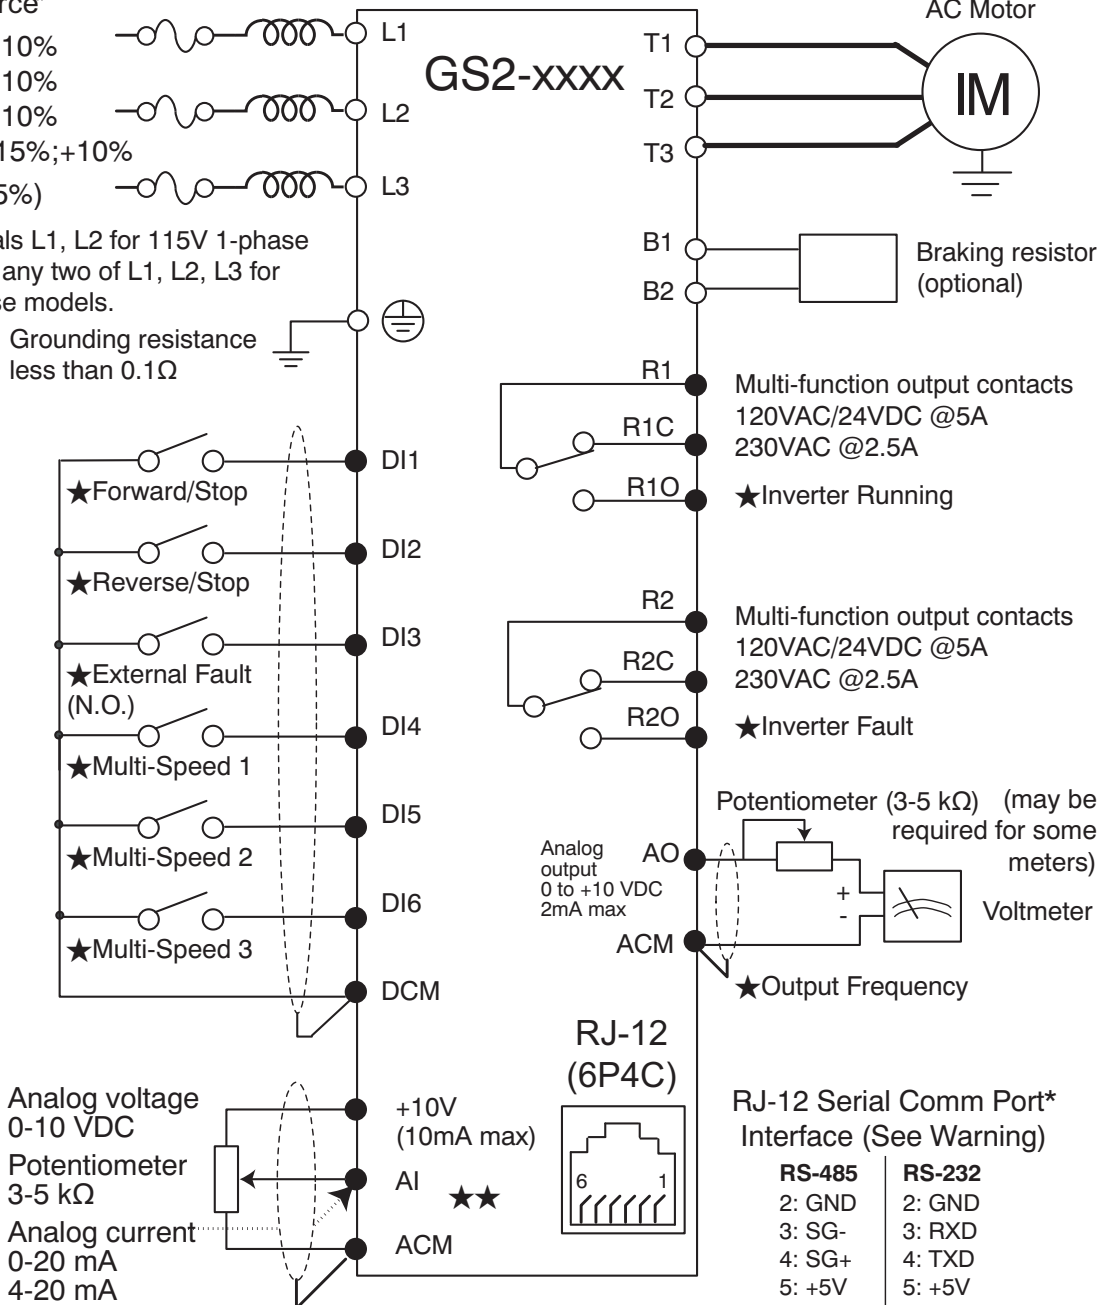 AC Motor
10%
10%
10%
15%;+10%
5%)
L1
L2
L3
GS2-xxxx
T1
T2
T3
IM
L1, L2 for 115V 1-phase
any two of L1, L2, L3 for
models.
Grounding resistance
less than 0.1Ω
B1
B2
Braking resistor
(optional)
R1
R1C
R1O
Multi-function output contacts
120VAC/24VDC @5A
230VAC @2.5A
★Inverter Running
DI1
★Forward/Stop
DI2
★Reverse/Stop
DI3
★External Fault
(N.O.)
DI4
★Multi-Speed 1
DI5
★Multi-Speed 2
DI6
★Multi-Speed 3
DCM
R2
R2C
R2O
Multi-function output contacts
120VAC/24VDC @5A
230VAC @2.5A
★Inverter Fault
Potentiometer (3-5 kΩ) (may be
required for some
meters)
Analog
output
0 to +10 VDC
2mA max
AO
ACM
+
-
Voltmeter
★Output Frequency
RJ-12
(6P4C)
6 1
Analog voltage
0-10 VDC
Potentiometer
3-5 kΩ
Analog current
0-20 mA
4-20 mA
+10V
(10mA max)
AI
★★
ACM
RJ-12 Serial Comm Port*
Interface (See Warning)
RS-485 RS-232
2: GND 2: GND
3: SG- 3: RXD
4: SG+ 4: TXD
5: +5V 5: +5V